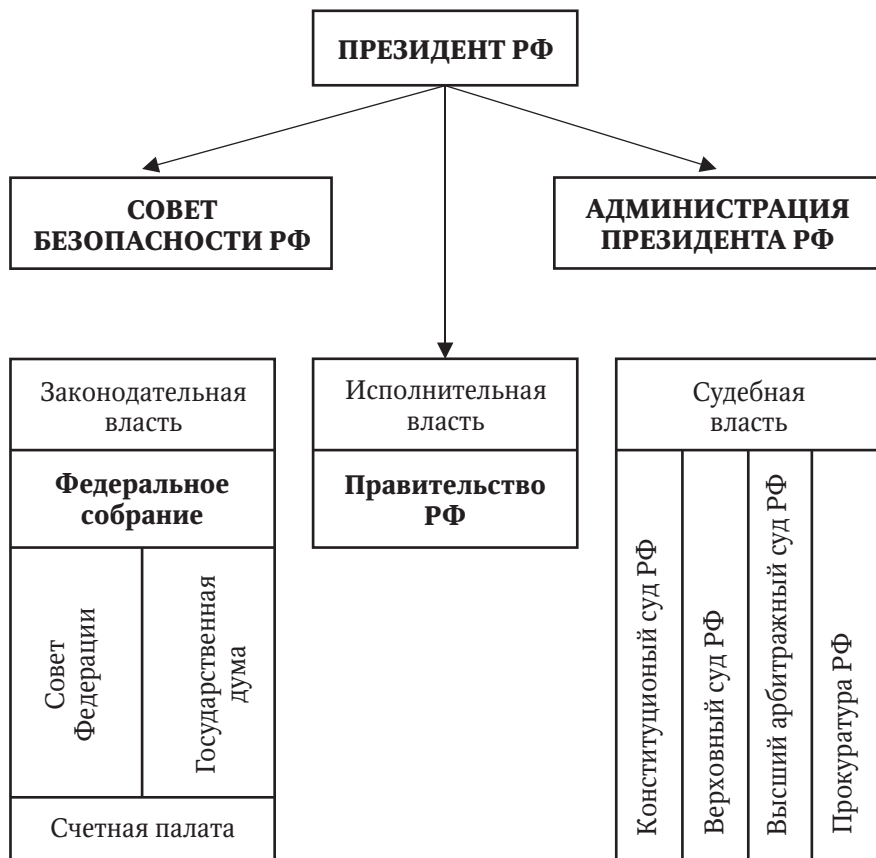 ПРЕЗИДЕНТ РФ
СОВЕТ
БЕЗОПАСНОСТИ РФ
АДМИНИСТРАЦИЯ
ПРЕЗИДЕНТА РФ
Законодательная
власть
Федеральное
собрание
Совет
Федерации
Государственная
дума
Счетная палата
Исполнительная
власть
Правительство
РФ
Судебная
власть
Конституционый суд РФ
Верховный суд РФ
Высший арбитражный суд РФ
Прокуратура РФ